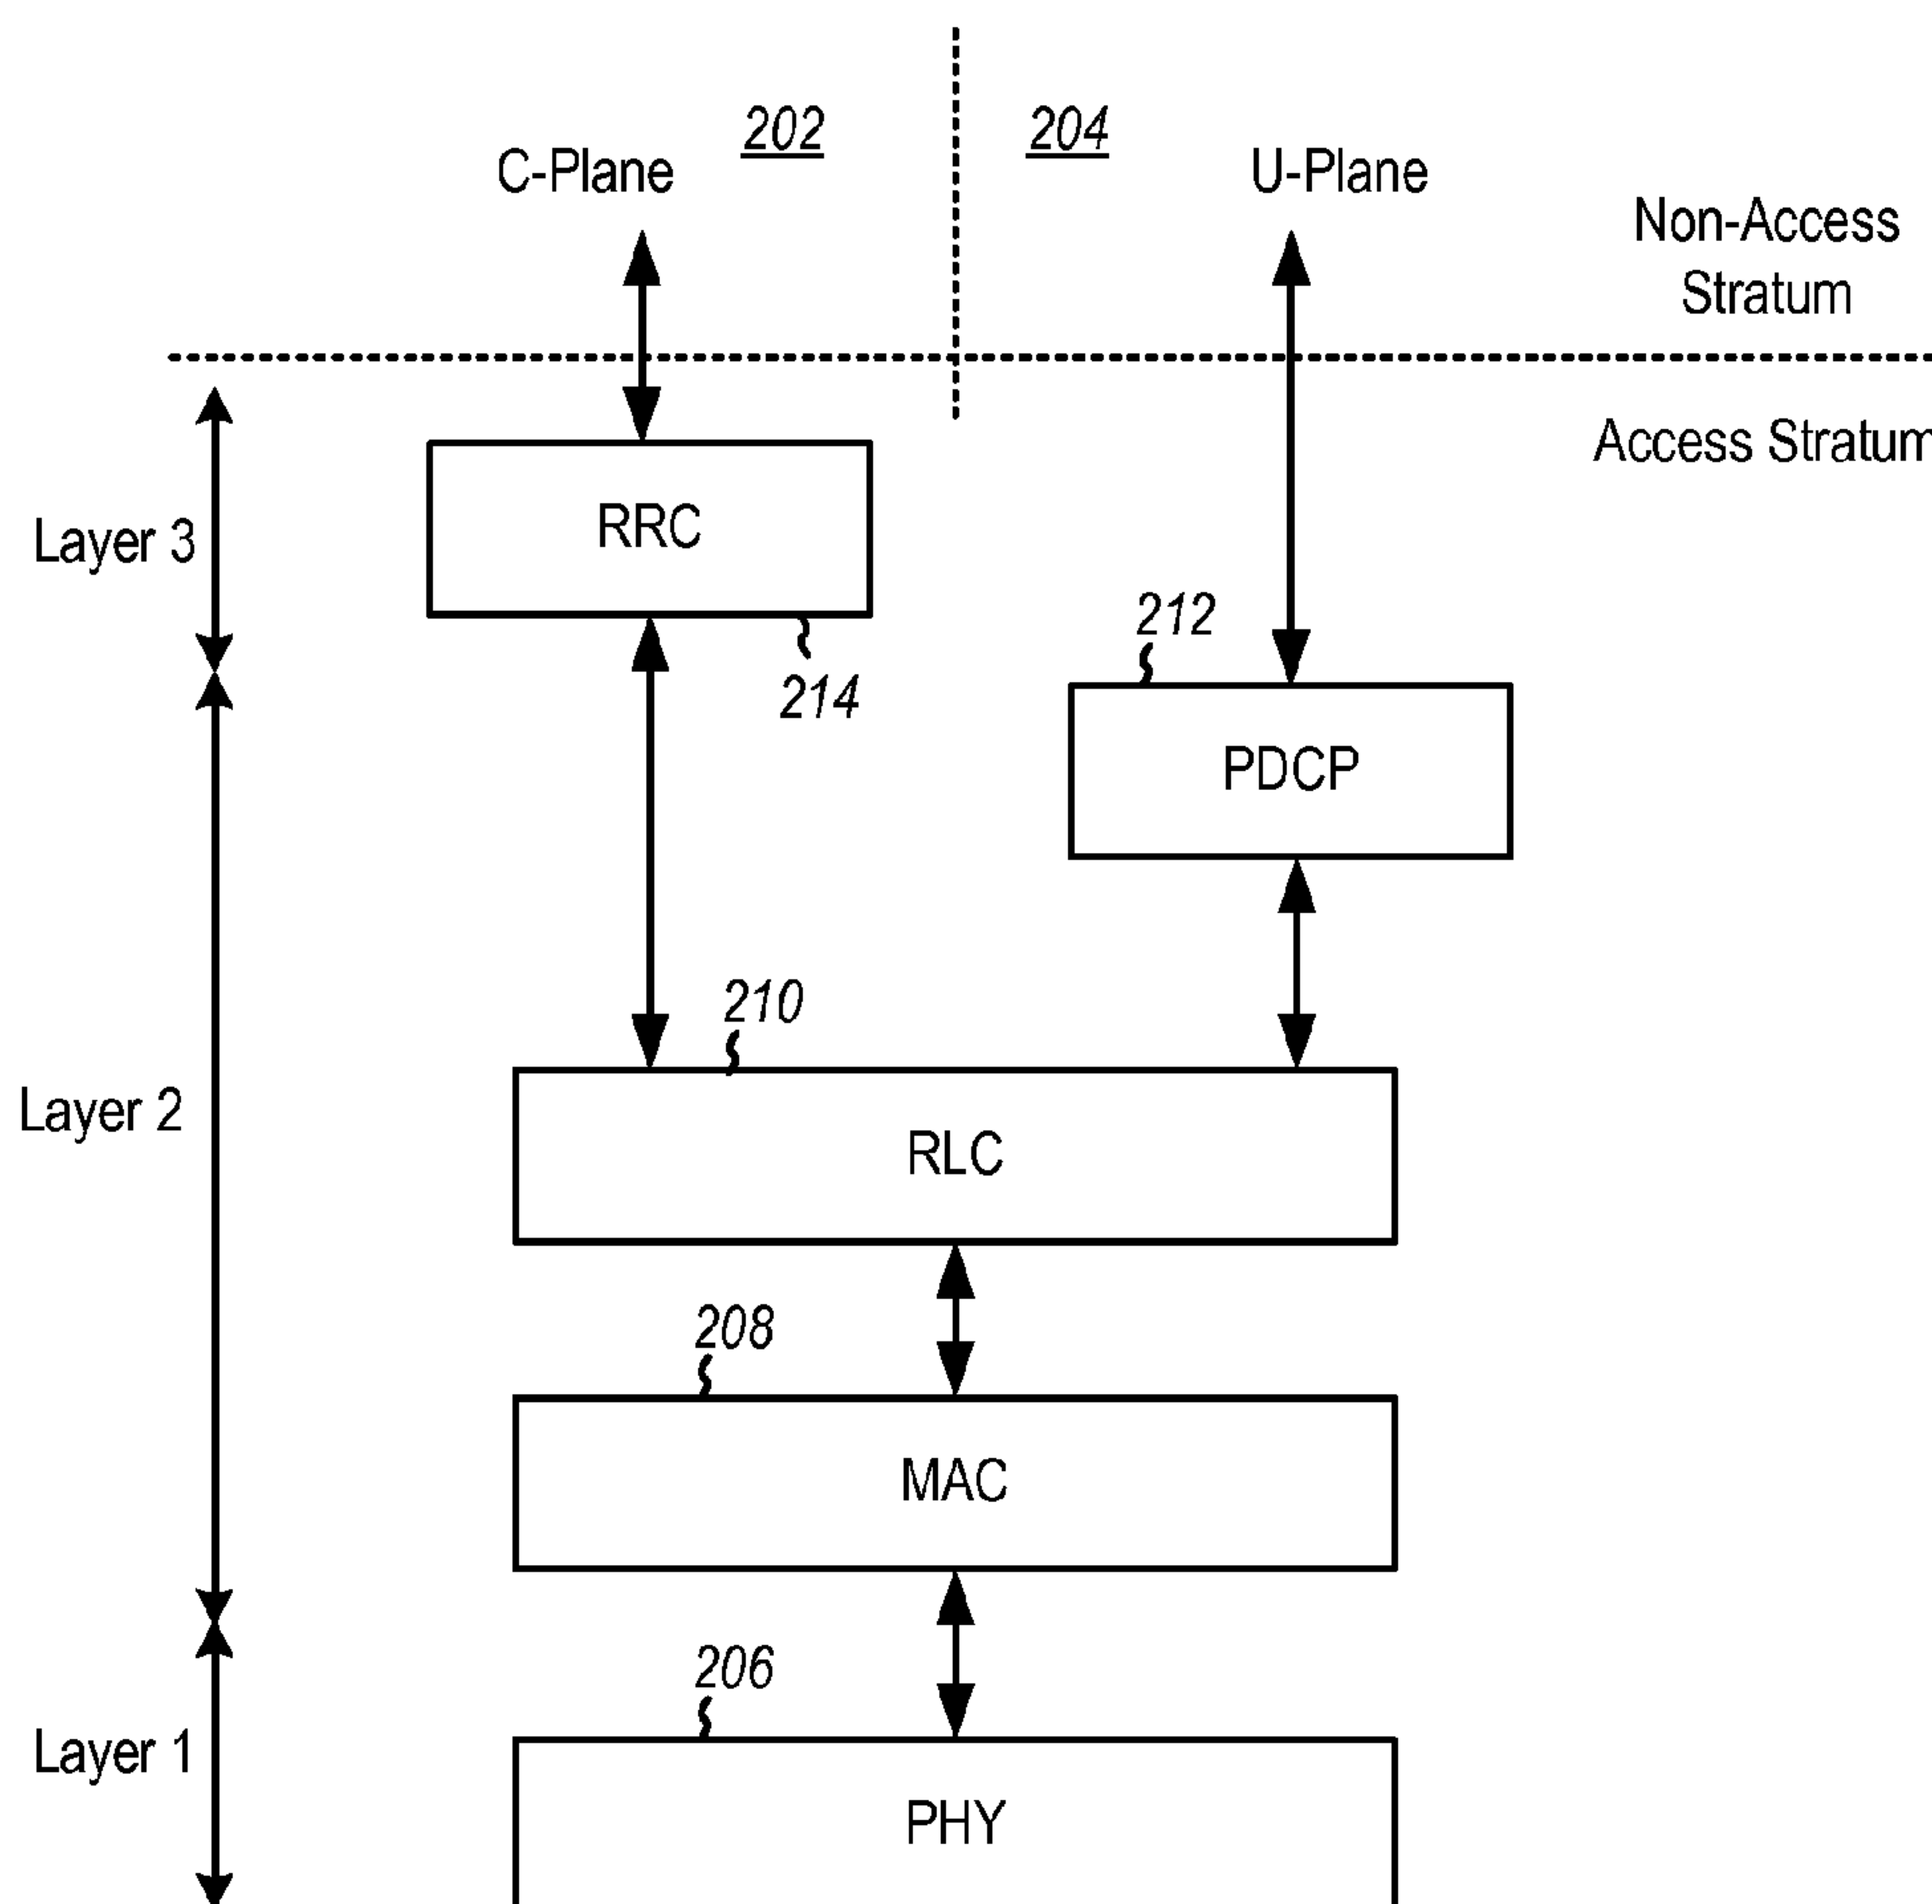 202
204
C-Plane
U-Plane
Non-Access
Stratum
Access Stratum
RRC
Layer 3
212
214
PDCP
210
Layer 2
RLC
208
MAC
206
Layer 1
PHY